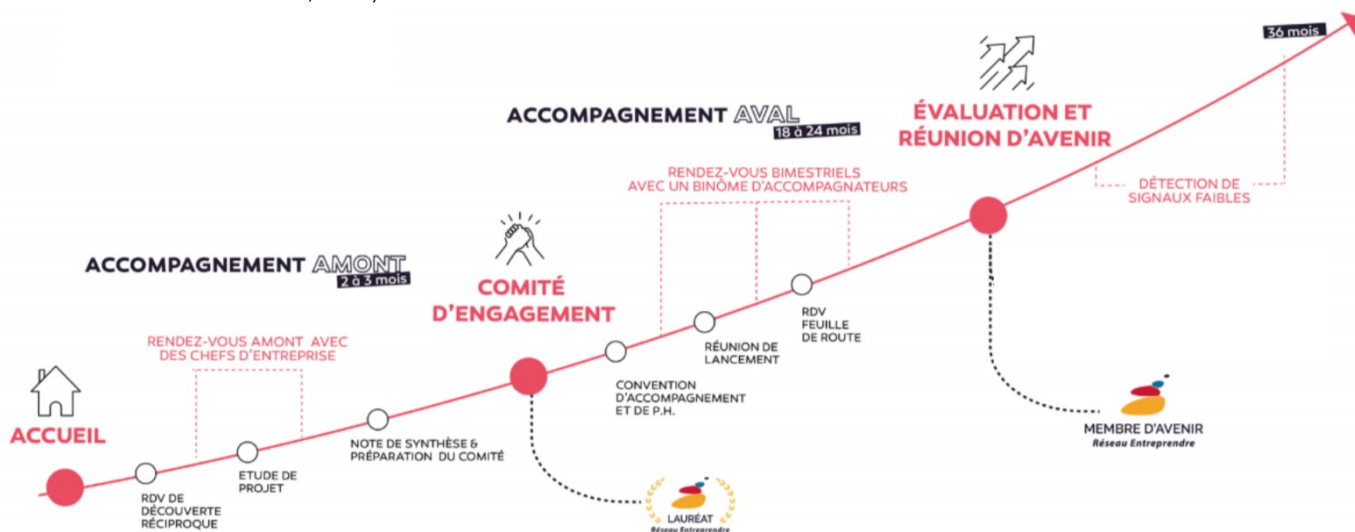 36 mois
ACCOMPAGNEMENT AVAL
18 à 24 mois
ÉVALUATION ET
RÉUNION D'AVENIR
RENDEZ-VOUS BIMESTRIELS
AVEC UN BINÔME D'ACCOMPAGNATEURS
DÉTECTION DE
SIGNAUX FAIBLES
ACCOMPAGNEMENT AMONT
2 à 3 mois
COMITÉ
D'ENGAGEMENT
RENDEZ-VOUS AMONT AVEC
DES CHEFS D'ENTREPRISE
RDV
FEUILLE
DE ROUTE
RÉUNION DE
LANCEMENT
CONVENTION
D'ACCOMPAGNEMENT
ET DE P.H.
ACCUEIL
NOTE DE SYNTHÈSE &
PRÉPARATION DU COMITÉ
ETUDE DE
PROJET
RDV DE
DÉCOUVERTE
RÉCIPROQUE
MEMBRE D'AVENIR
Réseau Entreprendre
LAURÉAT
Réseau Entreprendre